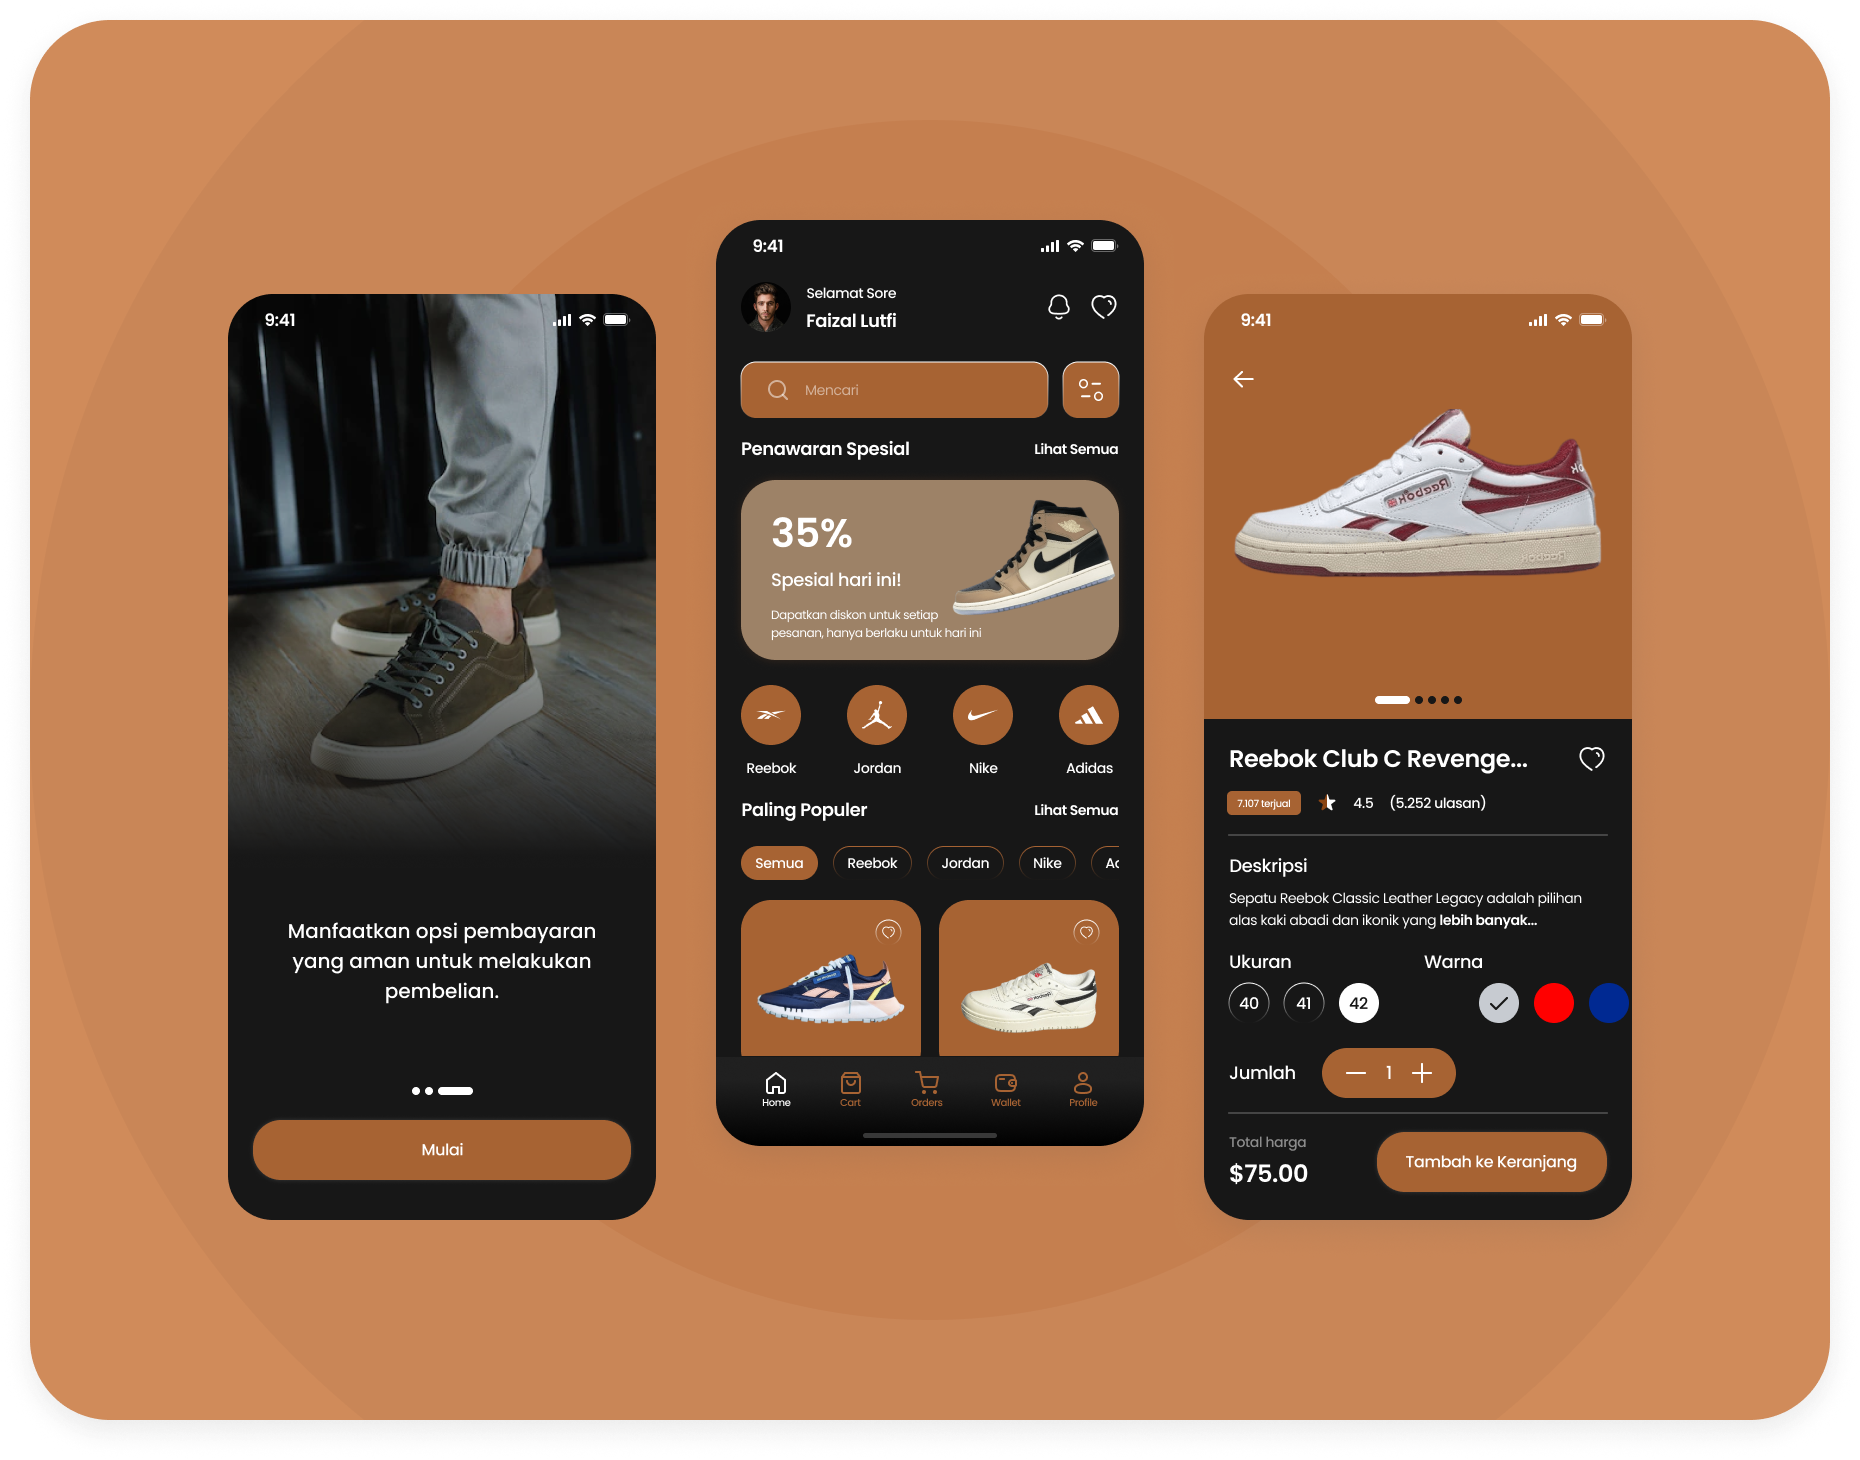 9:41
Manfaatkan opsi pembayaran
yang aman untuk melakukan
pembelian.
Mulai
9:41
Selamat Sore
Faizal Lutfi
Mencari
Penawaran Spesial
Lihat Semua
35%
Spesial hari ini!
Dapatkan diskon untuk setiap
pesanan, hanya berlaku untuk hari ini
Reebok
Jordan
Nike
Adidas
Paling Populer
Lihat Semua
Semua
Reebok
Jordan
Nike
Ad
Home
Cart
Orders
Wallet
Profile
9:41
Reebok
Reebok Club C Revenge...
7.107 terjual
4.5
(5.252 ulasan)
Deskripsi
Sepatu Reebok Classic Leather Legacy adalah pilihan
alas kaki abadi dan ikonik yang lebih banyak...
Ukuran
Warna
40
41
42
Jumlah
1
Total harga
$75.00
Tambah ke Keranjang